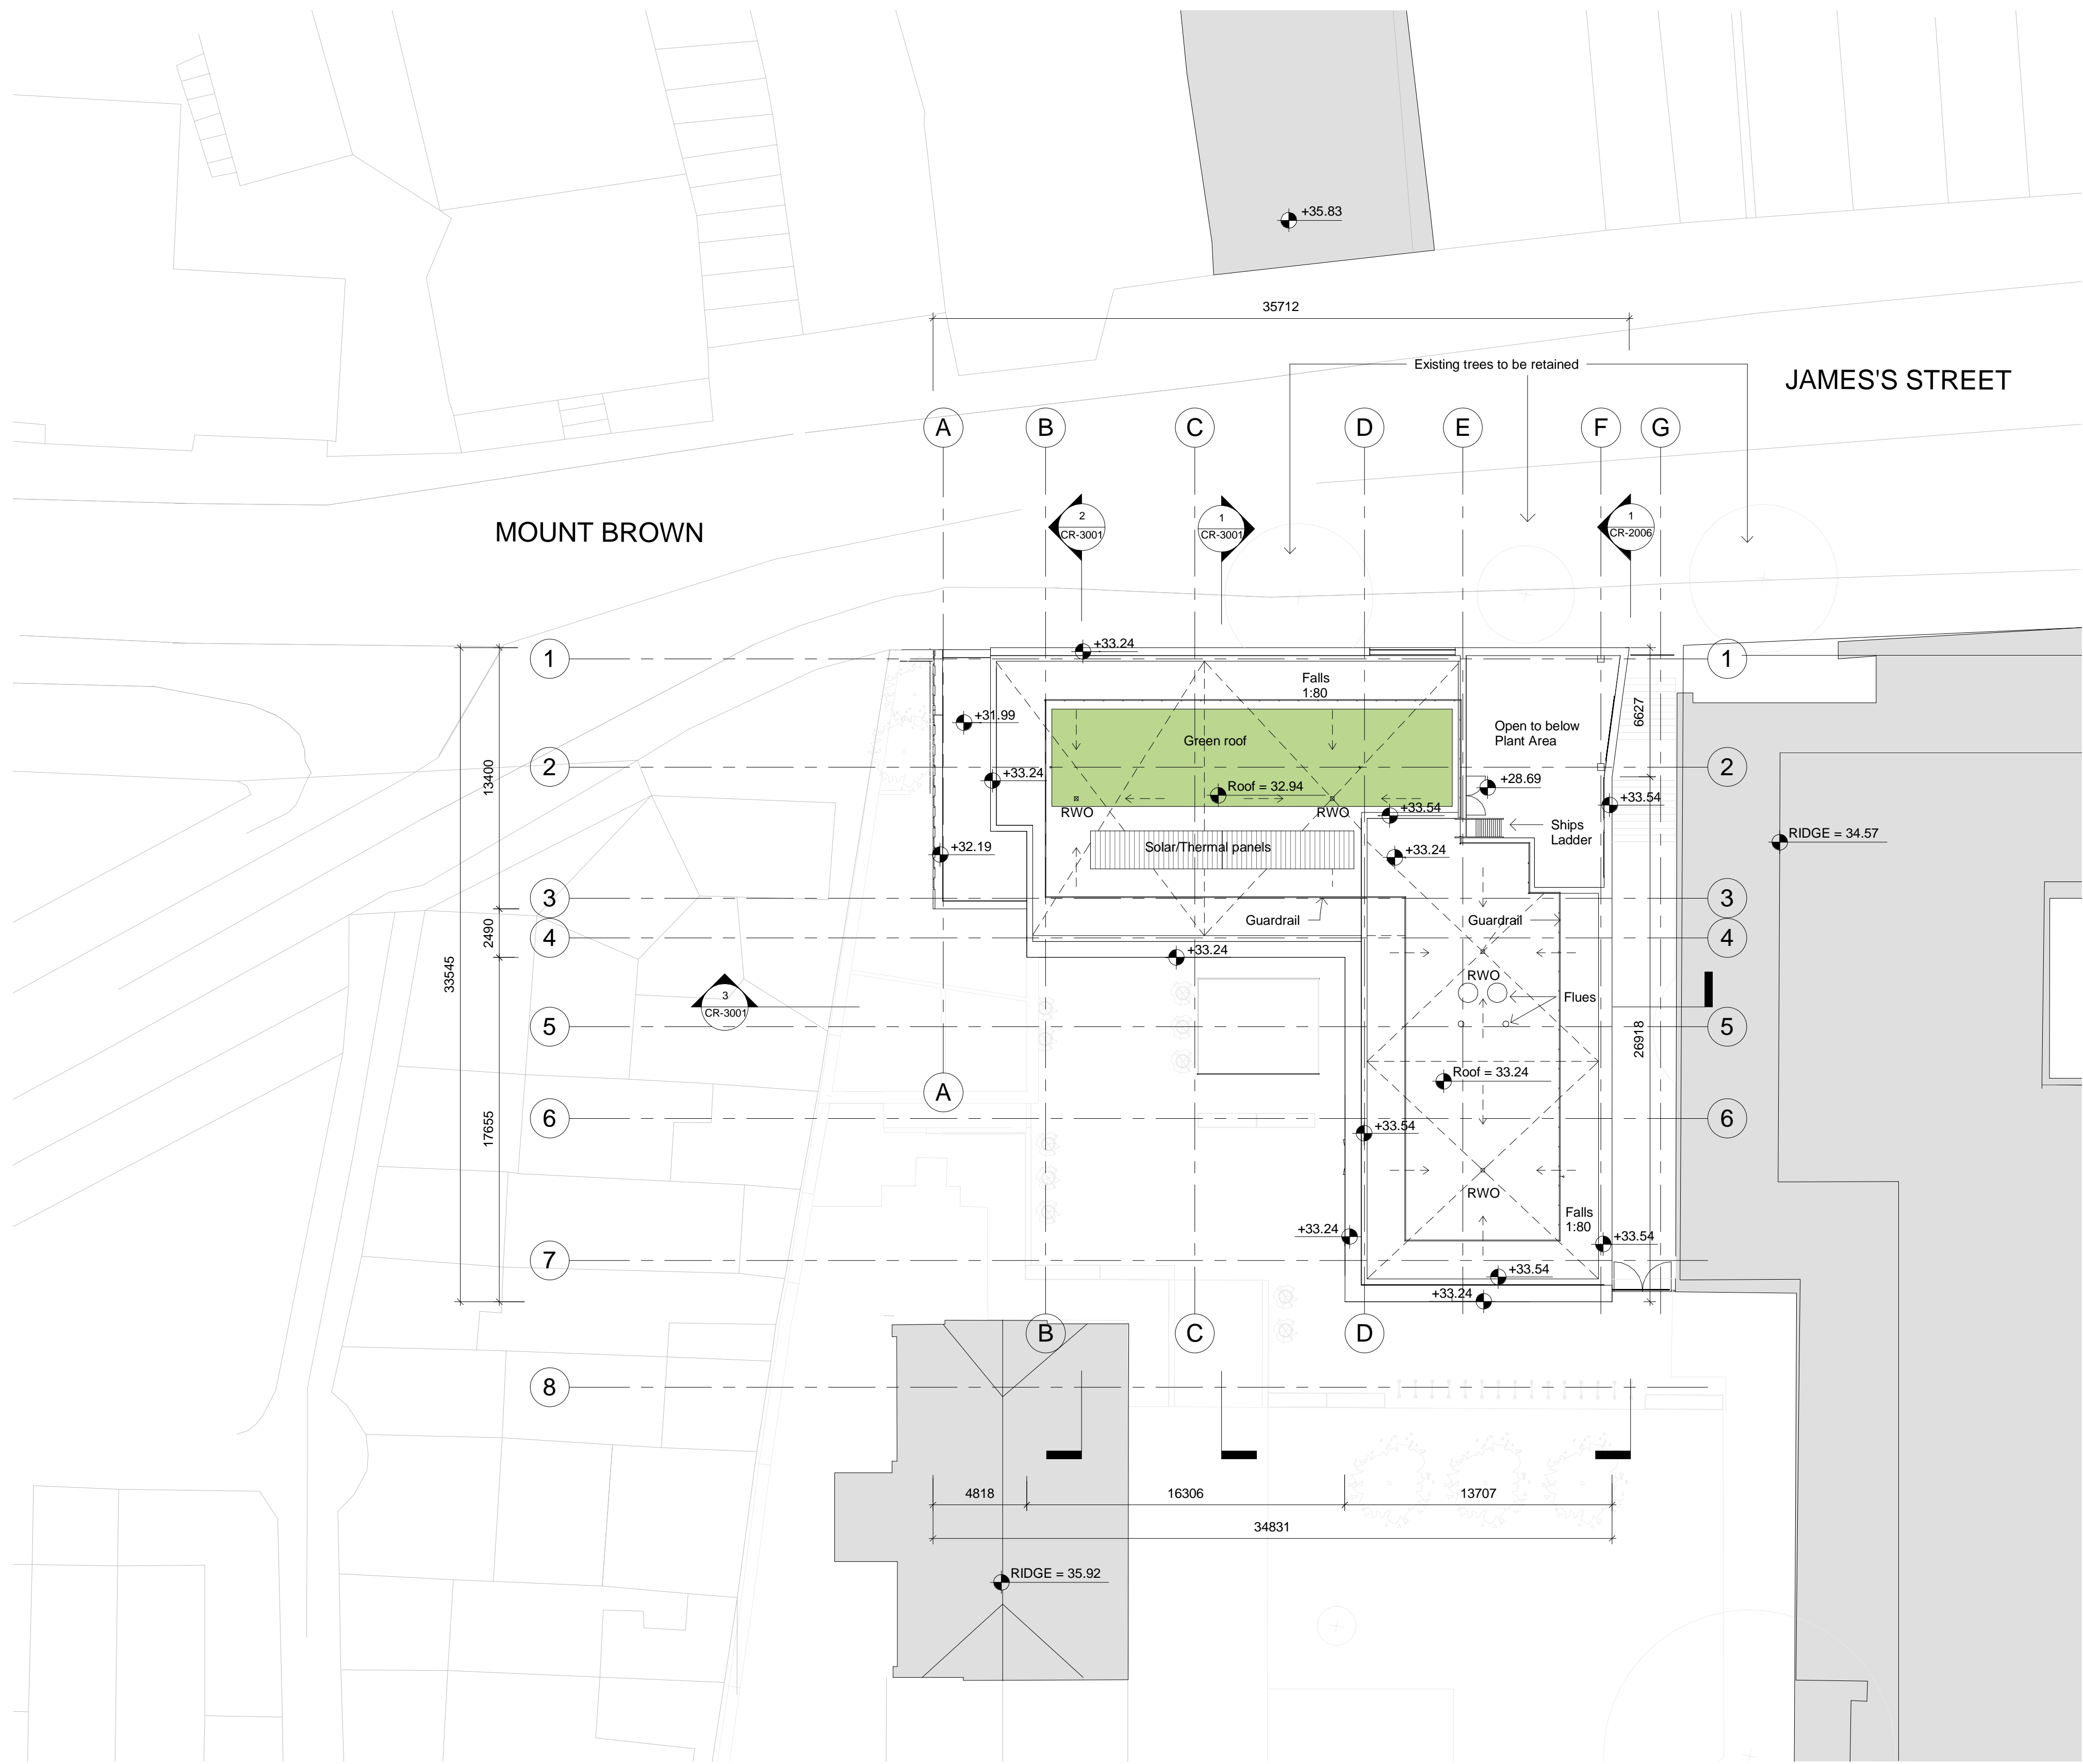 +35.83
35712
Existing trees to be retained
JAMES'S STREET
A
B
C
D
E
F
G
MOUNT BROWN
2
CR-3001
1
CR-3001
1
CR-2006
1
+33.24
1
Falls
1:80
+31.99
6627
Open to below
Plant Area
Green roof
2
13400
+33.24
+28.69
2
Roof = 32.94
+33.54
RWO
RWO
+33.54
Ships
Ladder
RIDGE = 34.57
+32.19
Solar/Thermal panels
+33.24
3
3
2490
Guardrail
Guardrail
4
4
+33.24
33545
RWO
3
CR-3001
Flues
5
5
26918
Roof = 33.24
A
6
17655
+33.54
6
RWO
Falls
1:80
+33.24
+33.54
7
+33.54
+33.24
B
C
D
8
4818
16306
13707
34831
RIDGE = 35.92